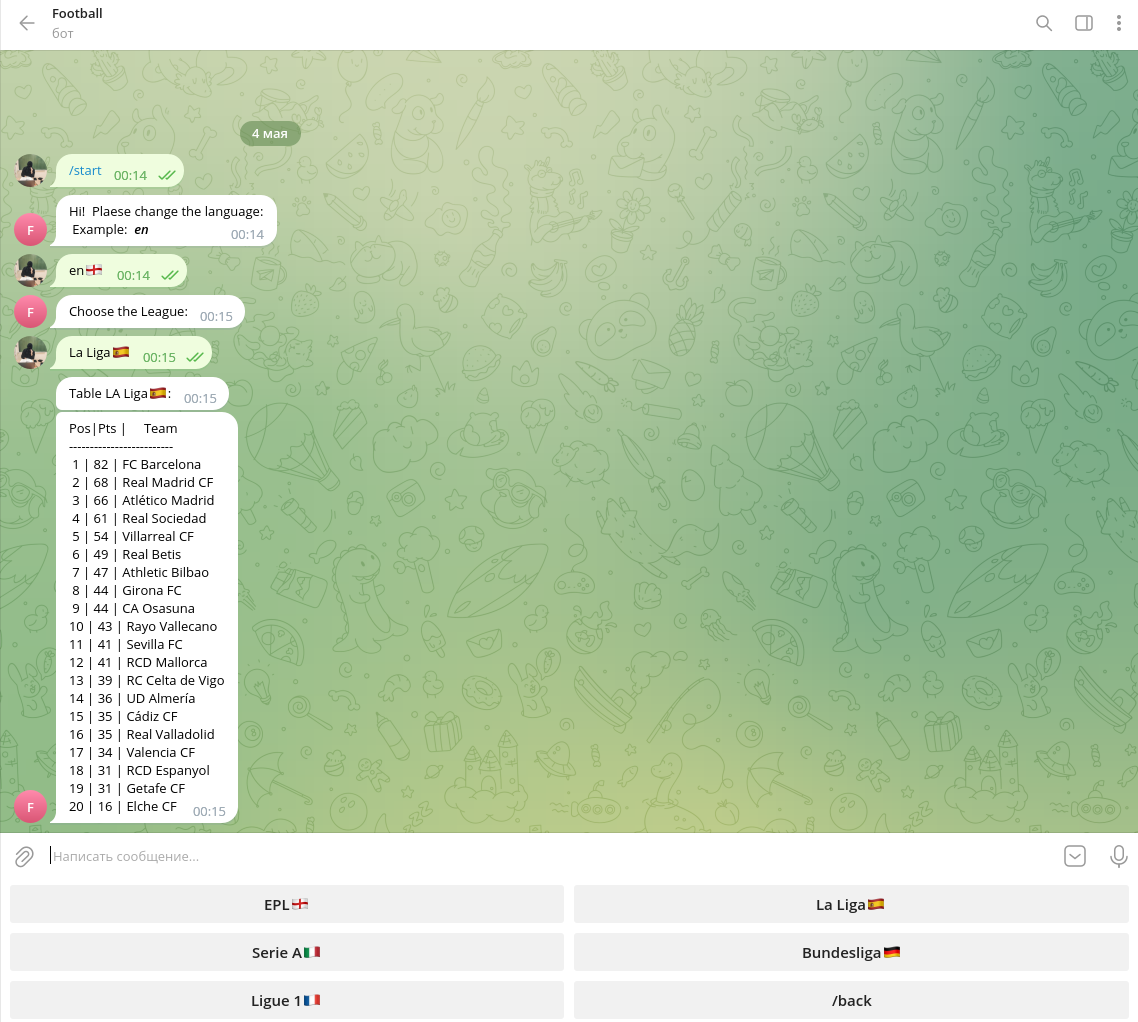 Football
бот
4 мая
/start 00:14
Hi! Plaese change the language:
Example: en
00:14
en🏴󠁧󠁢󠁥󠁮󠁧󠁿 00:14
F
Choose the League: 00:15
F
La Liga🇪🇸 00:15
Table LA Liga🇪🇸: 00:15
Pos|Pts | Team
-------------------------
1 | 82 | FC Barcelona
2 | 68 | Real Madrid CF
3 | 66 | Atlético Madrid
4 | 61 | Real Sociedad
5 | 54 | Villarreal CF
6 | 49 | Real Betis
7 | 47 | Athletic Bilbao
8 | 44 | Girona FC
9 | 44 | CA Osasuna
10 | 43 | Rayo Vallecano
11 | 41 | Sevilla FC
12 | 41 | RCD Mallorca
13 | 39 | RC Celta de Vigo
14 | 36 | UD Almería
15 | 35 | Cádiz CF
16 | 35 | Real Valladolid
17 | 34 | Valencia CF
18 | 31 | RCD Espanyol
19 | 31 | Getafe CF
20 | 16 | Elche CF 00:15
F
Написать сообщение...
EPL🏴󠁧󠁢󠁥󠁮󠁧󠁿
La Liga🇪🇸
Serie A🇮🇹
Bundesliga🇩🇪
Ligue 1🇫🇷
/back